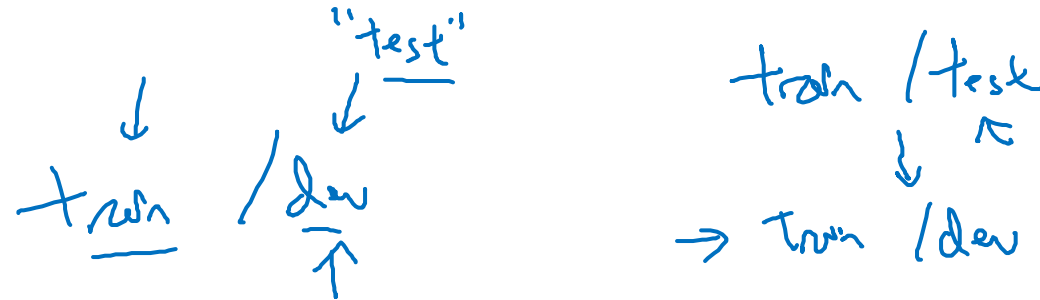 "test"
train / dev
train / test
train / dev